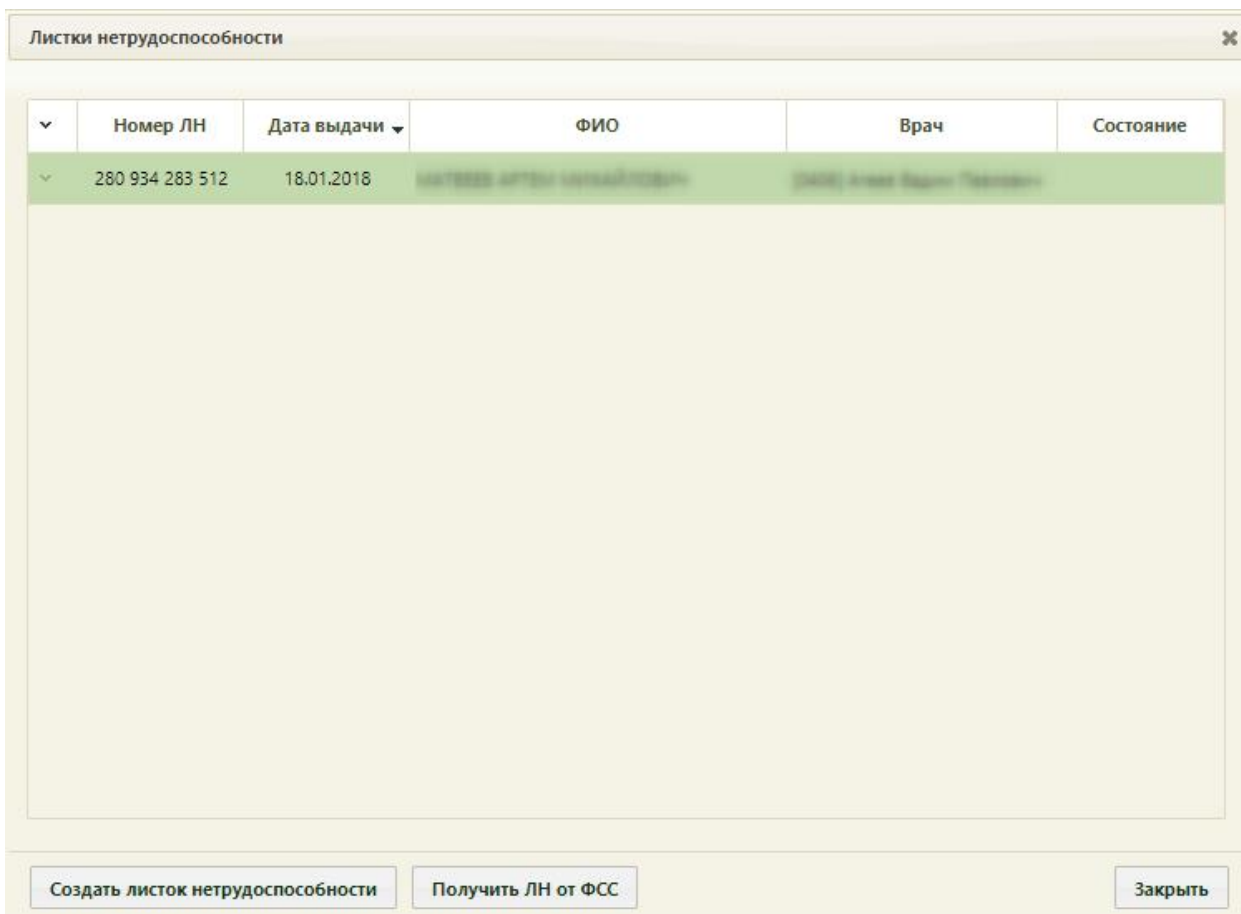 Листки нетрудоспособности
Номер ЛН Дата выдачи ФИО Врач Состояние
280 934 283 512 18.01.2018
Создать листок нетрудоспособности Получить ЛН от ФСС Закрыть